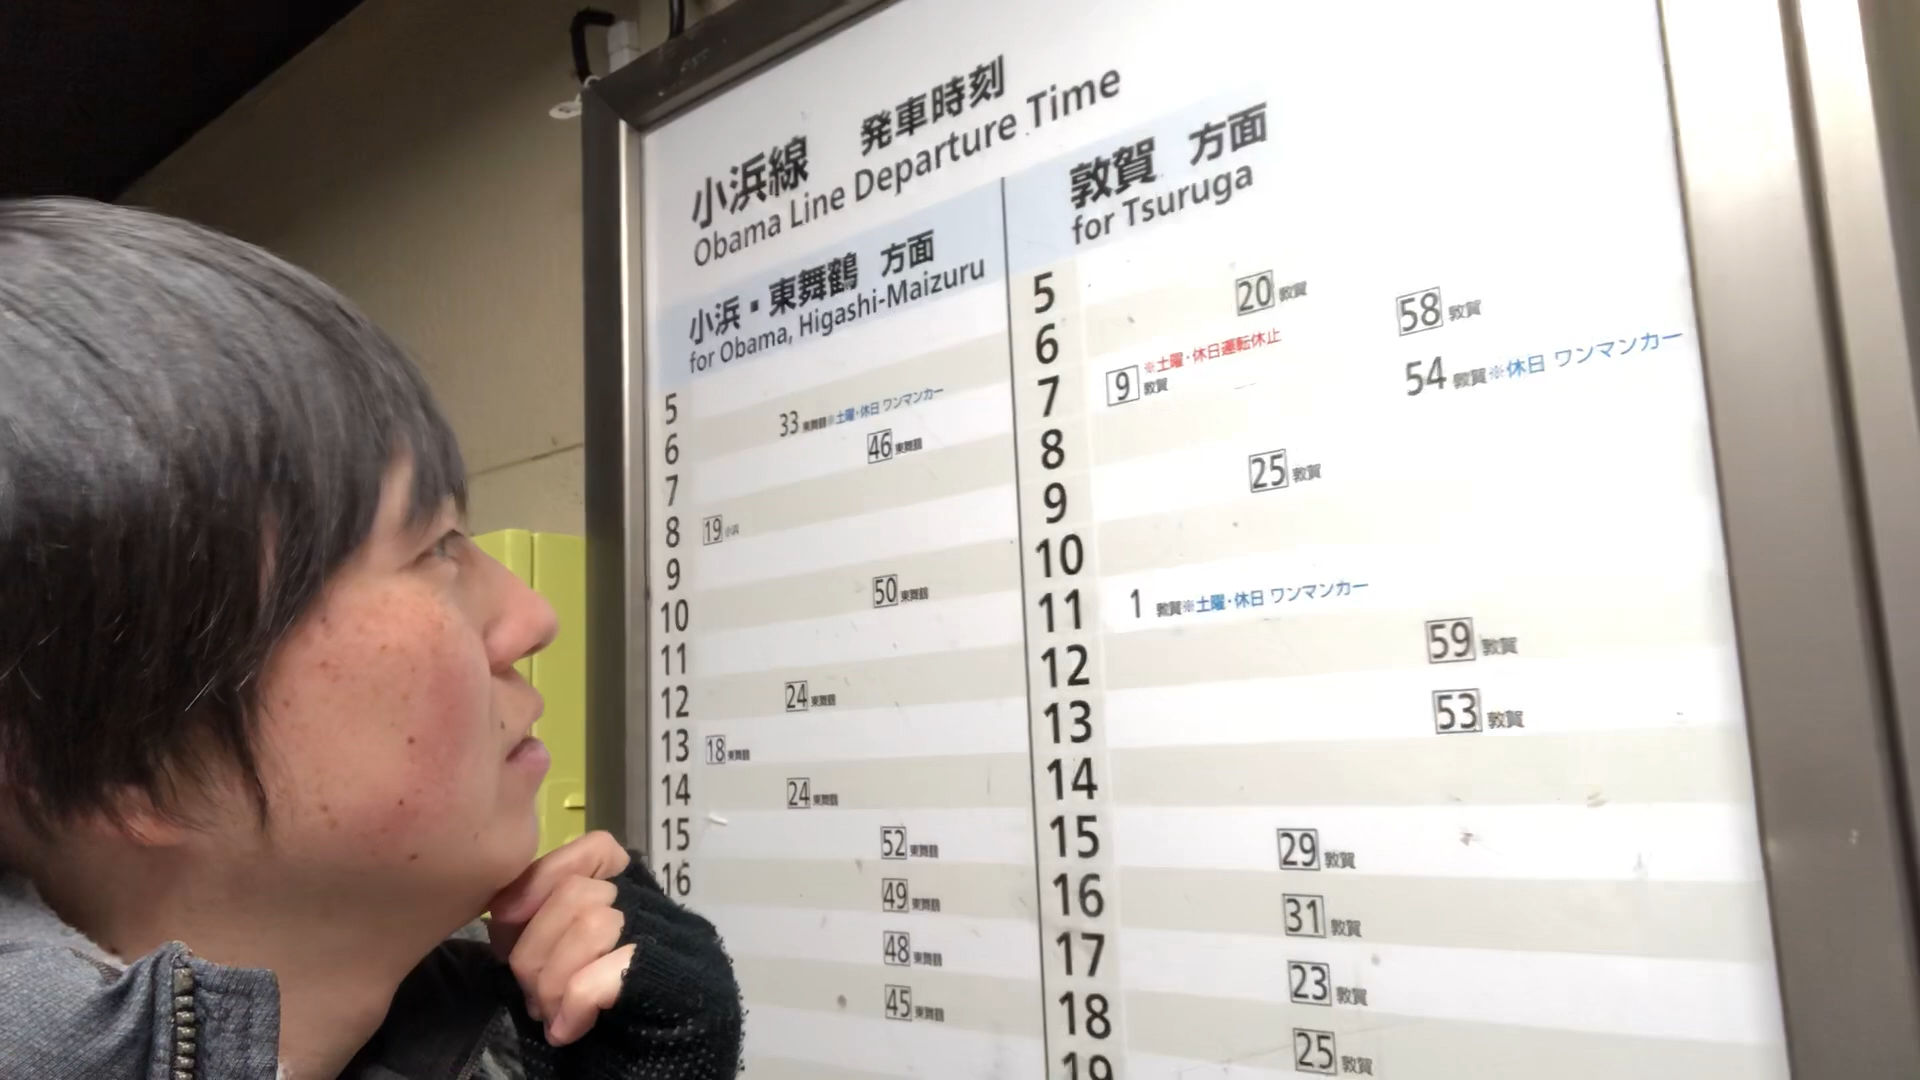 小浜線 発車時刻
Obama Line Departure Time
小浜・東舞鶴 方面
for Obama, Higashi-Maizuru
5
6 33 東舞鶴※土曜・休日 ワンマンカー
7 46 東舞鶴
8 19 小浜
9
10 50 東舞鶴
11
12 24 東舞鶴
13 18 東舞鶴
14 24 東舞鶴
15 52 東舞鶴
16 49 東舞鶴
48 東舞鶴
45 東舞鶴
敦賀 方面
for Tsuruga
5
6 20 敦賀
※土曜・休日運転休止
7 9 敦賀 58 敦賀
8 54 敦賀※休日 ワンマンカー
9 25 敦賀
10
11 1 敦賀※土曜・休日 ワンマンカー
12 59 敦賀
13 53 敦賀
14
15 29 敦賀
16 31 敦賀
17 23 敦賀
18 25 敦賀
19